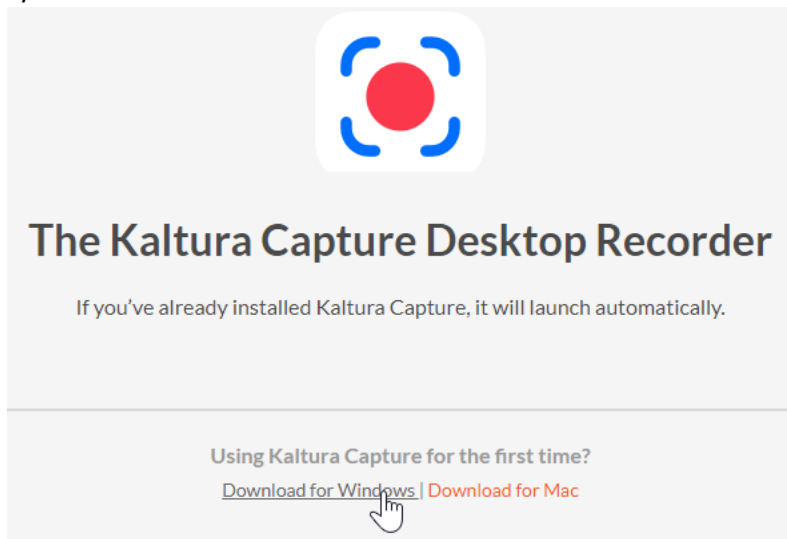 The Kaltura Capture Desktop Recorder
If you've already installed Kaltura Capture, it will launch automatically.
Using Kaltura Capture for the first time?
Download for Windows | Download for Mac